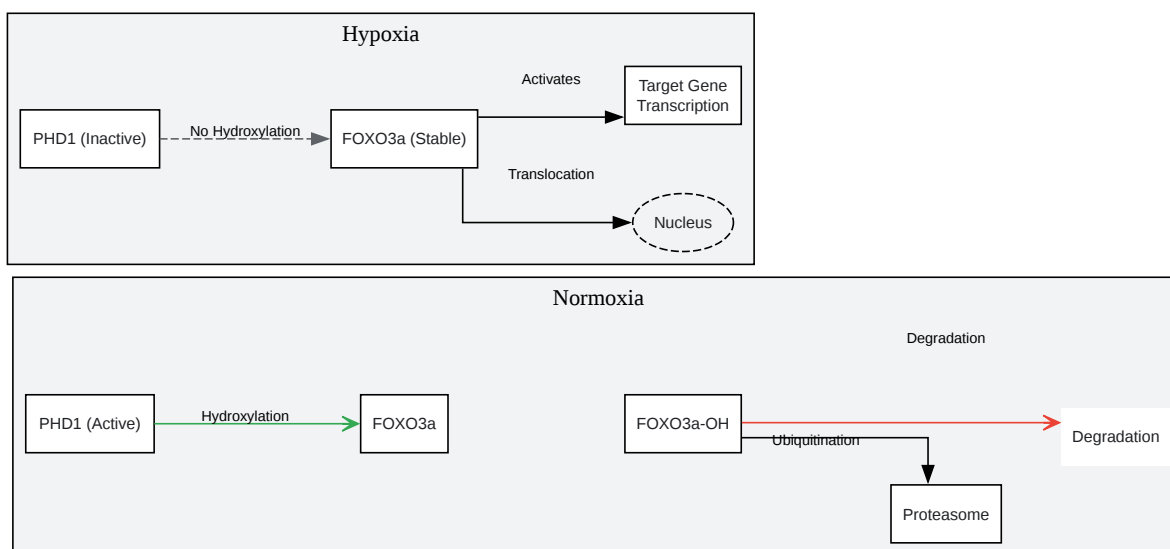 Hypoxia
Activates
Target Gene
Transcription
PHD1 (Inactive)
No Hydroxylation
FOXO3a (Stable)
Translocation
Nucleus
Normoxia
Degradation
PHD1 (Active)
Hydroxylation
FOXO3a
FOXO3a-OH
Ubiquitination
Degradation
Proteasome